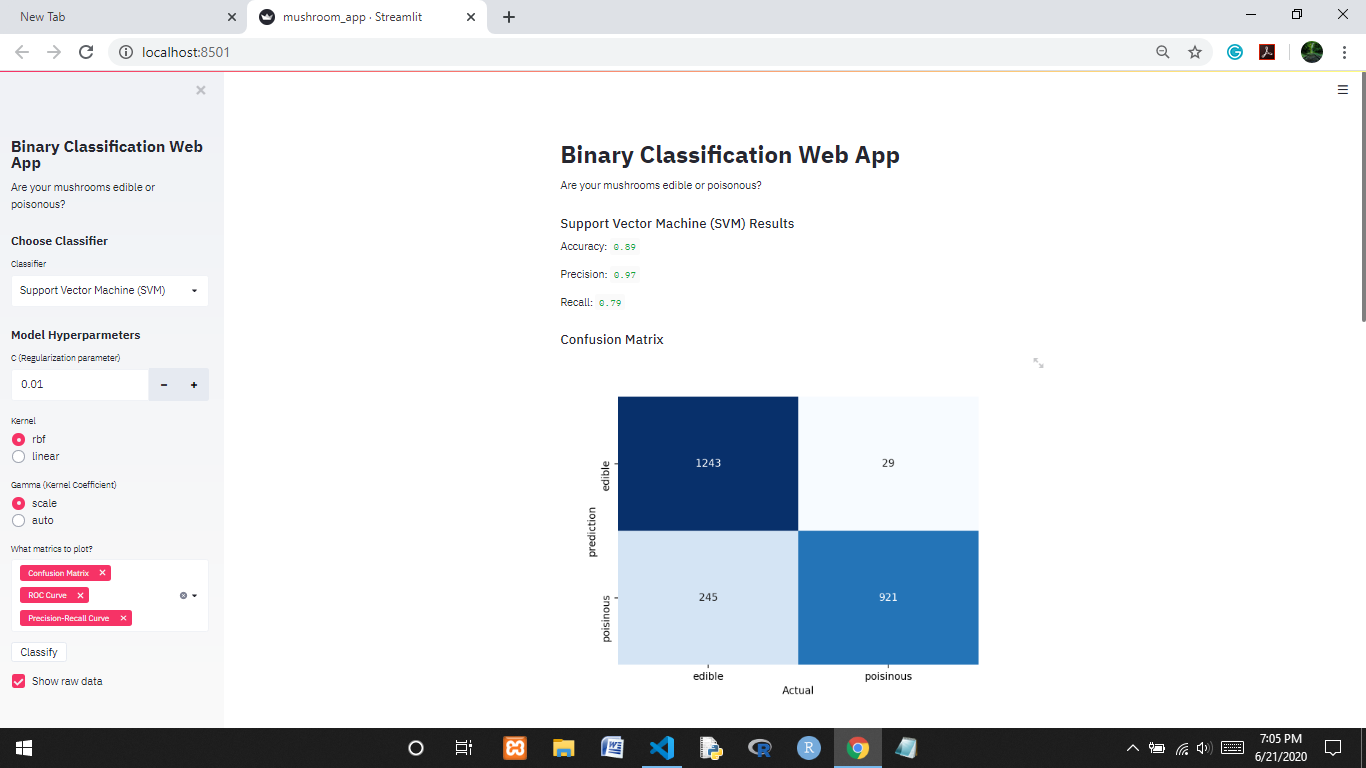 New Tab
mushroom_app · Streamlit
localhost:8501
Binary Classification Web
App
Are your mushrooms edible or
poisonous?
Choose Classifier
Classifier
Support Vector Machine (SVM)
Model Hyperparmeters
C (Regularization parameter)
0.01
Kernel
rbf
linear
Gamma (Kernel Coefficient)
scale
auto
What matrics to plot?
Confusion Matrix
ROC Curve
Precision-Recall Curve
Classify
Show raw data
Binary Classification Web App
Are your mushrooms edible or poisonous?
Support Vector Machine (SVM) Results
Accuracy: 0.89
Precision: 0.97
Recall: 0.79
Confusion Matrix
1243
29
edible
prediction
245
921
poisinous
edible
poisinous
Actual
7:05 PM
6/21/2020